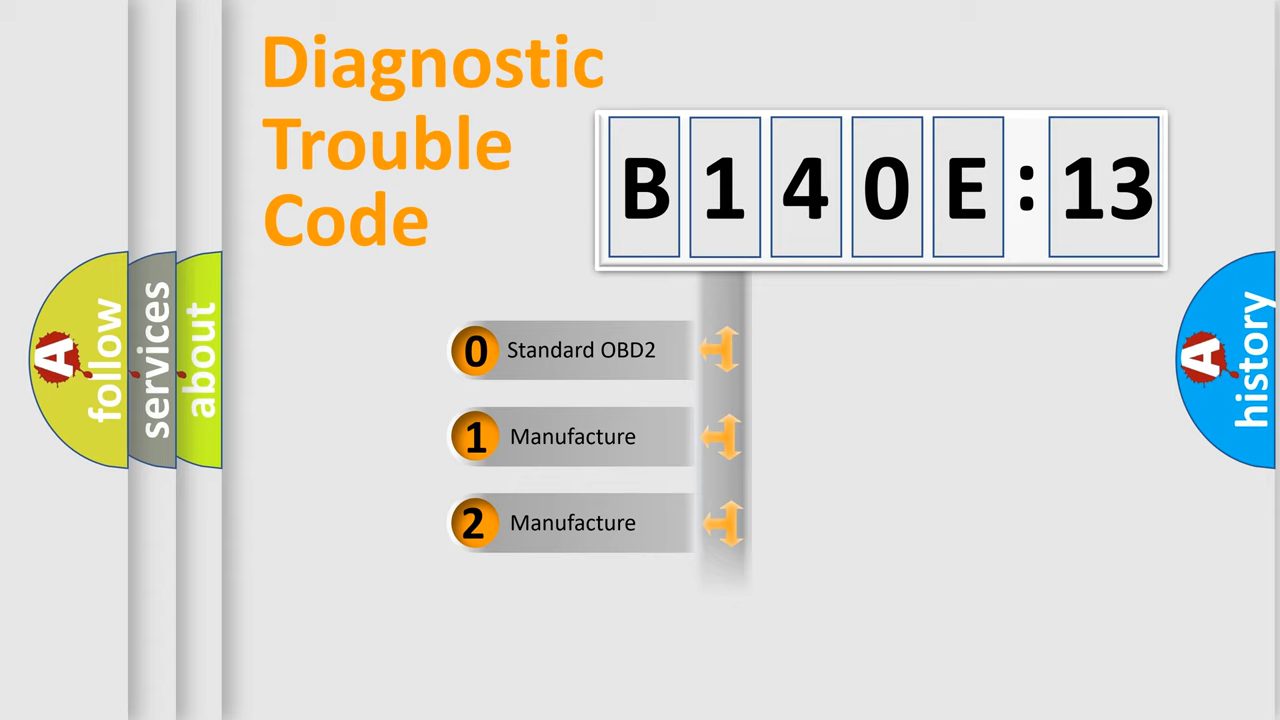 Diagnostic
Trouble
Code
B 1 4 0 E : 13
0 Standard OBD2
1 Manufacture
2 Manufacture
A follow
services
about
A history